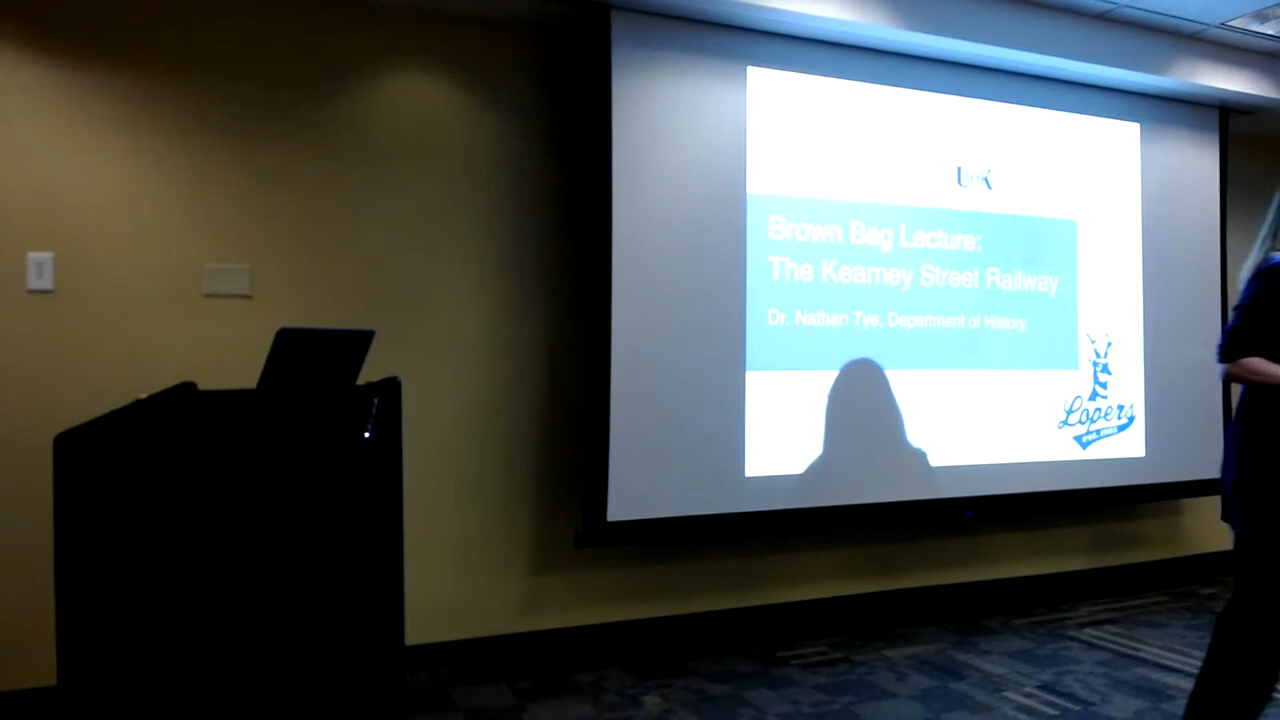 UNK
Brown Bag Lecture:
The Kearney Street Railway
Dr. Nathan Tye, Department of History
Lopers